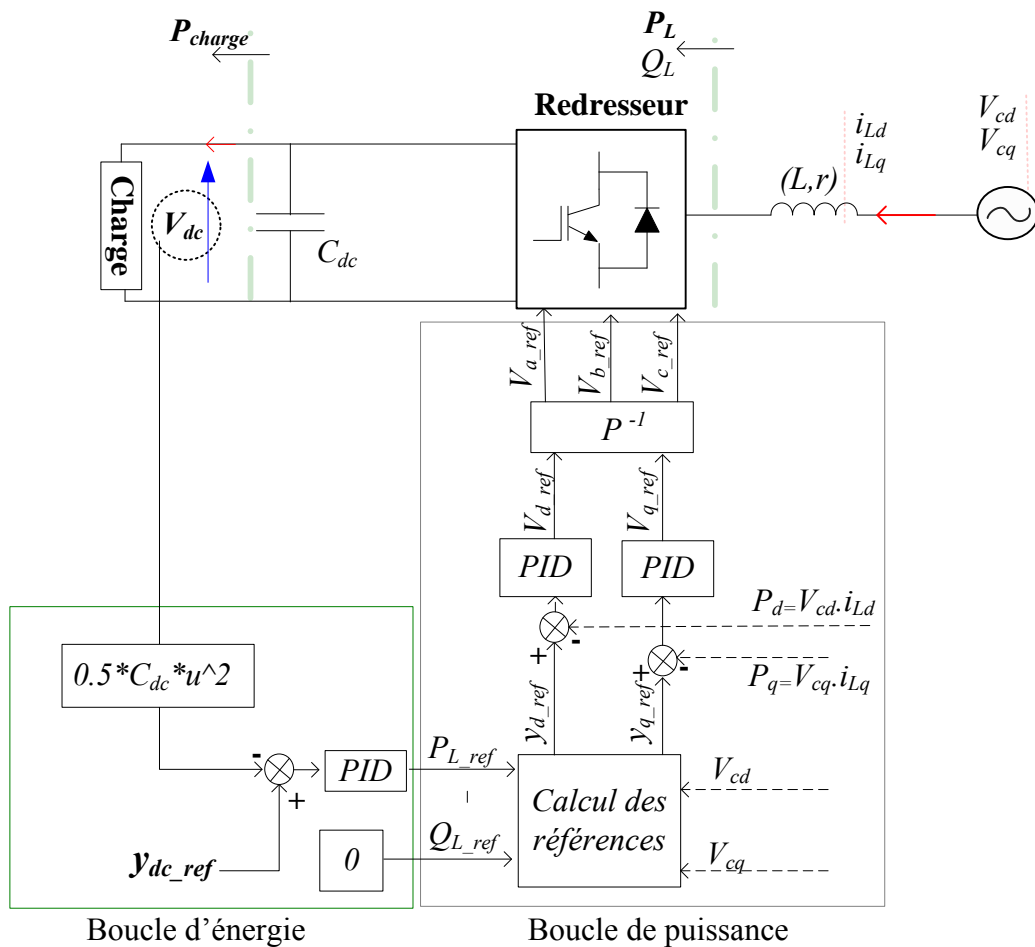 P_charge
P_L
Q_L
Redresseur
i_Ld
i_Lq
V_cd
V_cq
(L,r)
Charge
V_dc
C_dc
V_a_ref
V_b_ref
V_c_ref
P^-1
V_d_ref
V_q_ref
PID
PID
P_d=V_cd.i_Ld
-
+
-
+
P_q=V_cq.i_Lq
0.5*C_dc*u^2
y_d_ref
y_q_ref
-
+
PID
P_L_ref
Q_L_ref
Calcul des
références
V_cd
V_cq
y_dc_ref
0
Boucle d'énergie
Boucle de puissance